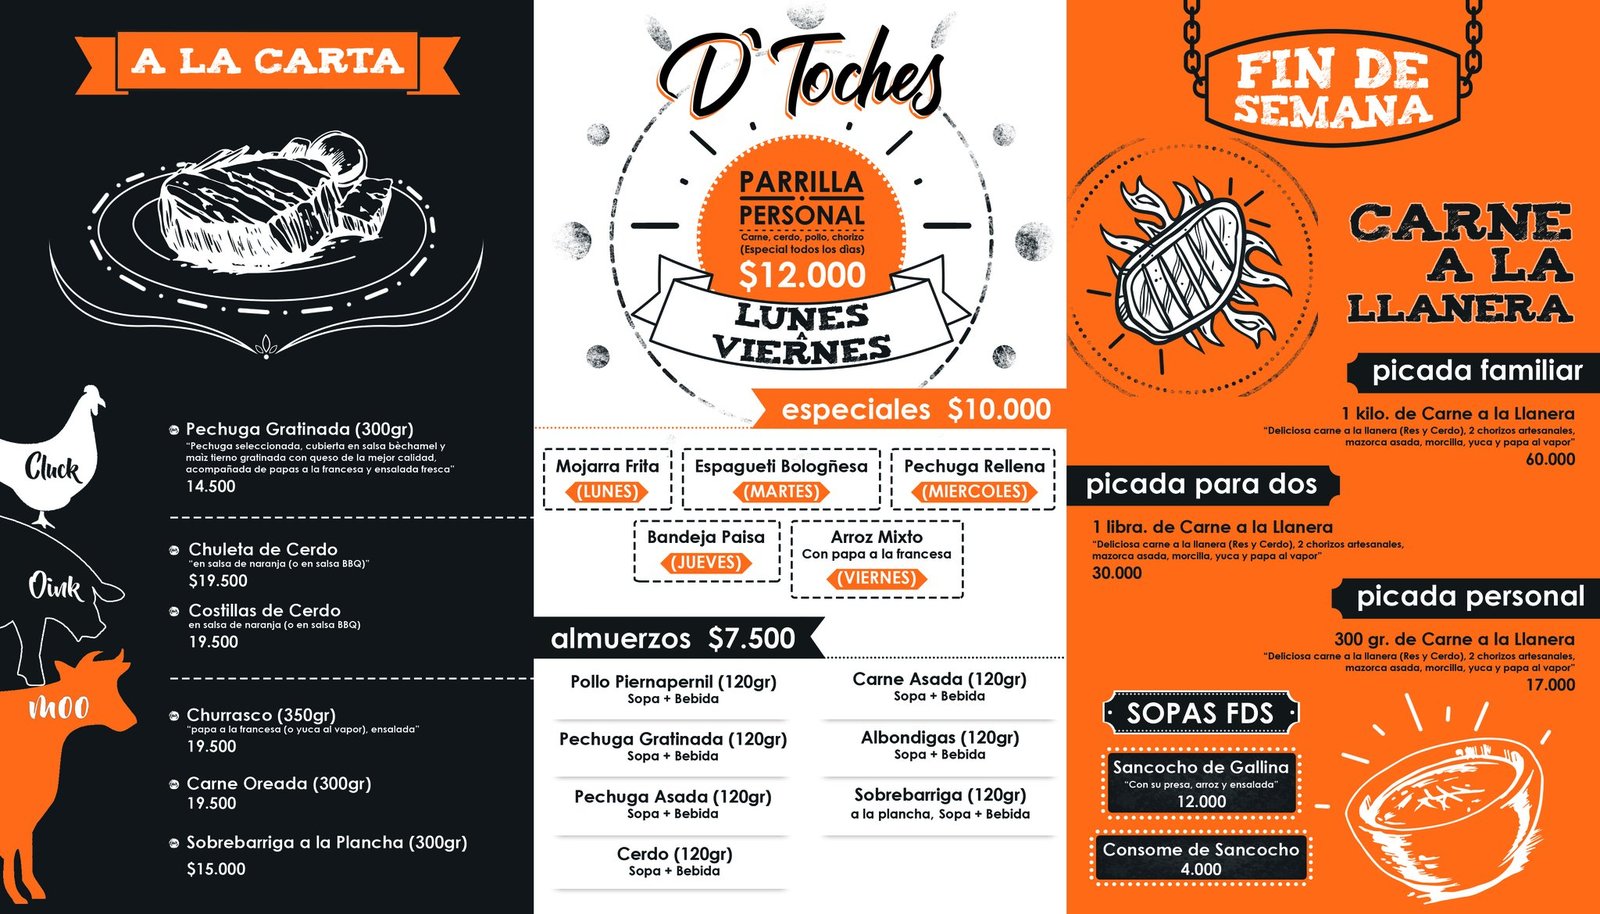 A LA CARTA
Cluck
Oink
MOO
Pechuga Gratinada (300gr)
"Pechuga seleccionada, cubierta en salsa bèchamel y
maìz tierno gratinada con queso de la mejor calidad,
acompañada de papas a la francesa y ensalada fresca"
14.500
Chuleta de Cerdo
"en salsa de naranja (o en salsa BBQ)"
$19.500
Costillas de Cerdo
en salsa de naranja (o en salsa BBQ)
19.500
Churrasco (350gr)
"papa a la francesa (o yuca al vapor), ensalada"
19.500
Carne Oreada (300gr)
19.500
Sobrebarriga a la Plancha (300gr)
$15.000
D'Toches
PARRILLA
PERSONAL
Carne, cerdo, pollo, chorizo
(Especial todos los dias)
$12.000
LUNES
A
VIERNES
especiales $10.000
Mojarra Frita
(LUNES)
Espagueti Bologñesa
(MARTES)
Pechuga Rellena
(MIERCOLES)
Bandeja Paisa
(JUEVES)
Arroz Mixto
Con papa a la francesa
(VIERNES)
almuerzos $7.500
Pollo Piernapernil (120gr)
Sopa + Bebida
Pechuga Gratinada (120gr)
Sopa + Bebida
Pechuga Asada (120gr)
Sopa + Bebida
Cerdo (120gr)
Sopa + Bebida
Carne Asada (120gr)
Sopa + Bebida
Albondigas (120gr)
Sopa + Bebida
Sobrebarriga (120gr)
a la plancha, Sopa + Bebida
FIN DE
SEMANA
CARNE
A LA
LLANERA
picada familiar
1 kilo. de Carne a la Llanera
"Deliciosa carne a la llanera (Res y Cerdo), 2 chorizos artesanales,
mazorca asada, morcilla, yuca y papa al vapor"
60.000
picada para dos
1 libra. de Carne a la Llanera
"Deliciosa carne a la llanera (Res y Cerdo), 2 chorizos artesanales,
mazorca asada, morcilla, yuca y papa al vapor"
30.000
picada personal
300 gr. de Carne a la Llanera
"Deliciosa carne a la llanera (Res y Cerdo), 2 chorizos artesanales,
mazorca asada, morcilla, yuca y papa al vapor"
17.000
SOPAS FDS
Sancocho de Gallina
"Con su presa, arroz y ensalada"
12.000
Consome de Sancocho
4.000